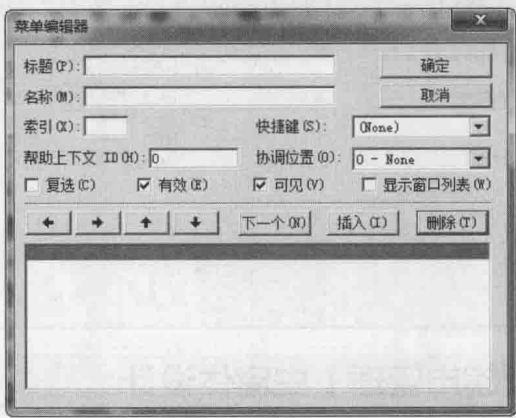 菜单编辑器
标题(P):
确定
名称(M):
取消
索引(X):
快捷键(S): (None)
帮助上下文 ID(H): 0
协调位置(O): 0 - None
复选(C) 有效(E) 可见(V) 显示窗口列表(W)
下一个(N) 插入(I) 删除(T)